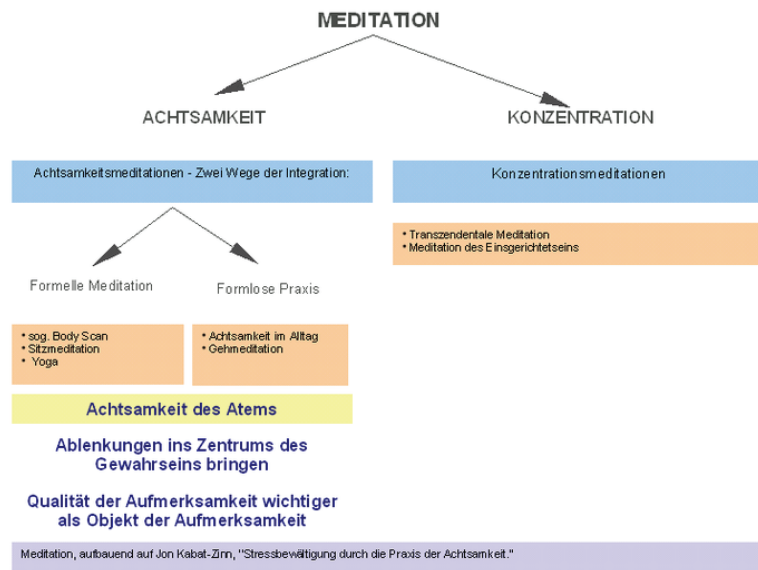 MEDITATION
ACHTSAMKEIT
KONZENTRATION
Achtsamkeitsmeditationen - Zwei Wege der Integration:
Konzentrationsmeditationen
• Transzendentale Meditation
• Meditation des Einsgerichtetseins
Formelle Meditation
Formlose Praxis
• sog. Body Scan
• Sitzmeditation
• Yoga
• Achtsamkeit im Alltag
• Gehmeditation
Achtsamkeit des Atems
Ablenkungen ins Zentrums des
Gewahrseins bringen
Qualität der Aufmerksamkeit wichtiger
als Objekt der Aufmerksamkeit
Meditation, aufbauend auf Jon Kabat-Zinn, "Stressbewältigung durch die Praxis der Achtsamkeit."